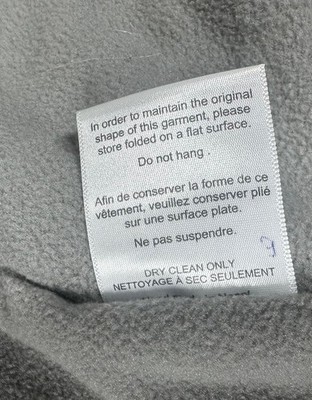 In order to maintain the original
shape of this garment, please
store folded on a flat surface.
Do not hang .
Afin de conserver la forme de ce
vêtement, veuillez conserver plié
sur une surface plate.
Ne pas suspendre.
DRY CLEAN ONLY
NETTOYAGE À SEC SEULEMENT